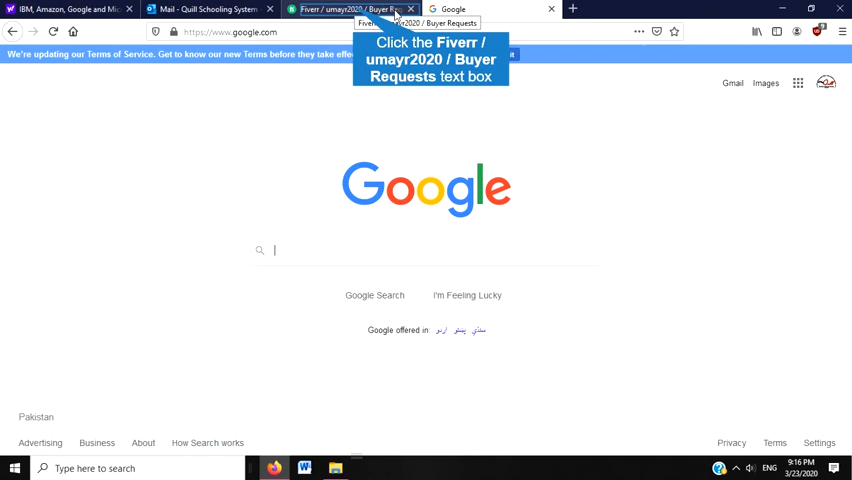 IBM, Amazon, Google and Mic
Mail - Quill Schooling System -
Fiverr / umayr2020 / Buyer Req
Google
https://www.google.com
Fiverr / umayr2020 / Buyer Requests
We're updating our Terms of Service. Get to know our new Terms before they take effe
Click the Fiverr /
umayr2020 / Buyer
Requests text box
Gmail Images
Google
Google Search I'm Feeling Lucky
Google offered in: اردو پښتو سنڌي
Pakistan
Advertising Business About How Search works
Privacy Terms Settings
Type here to search
ENG
9:16 PM
3/23/2020